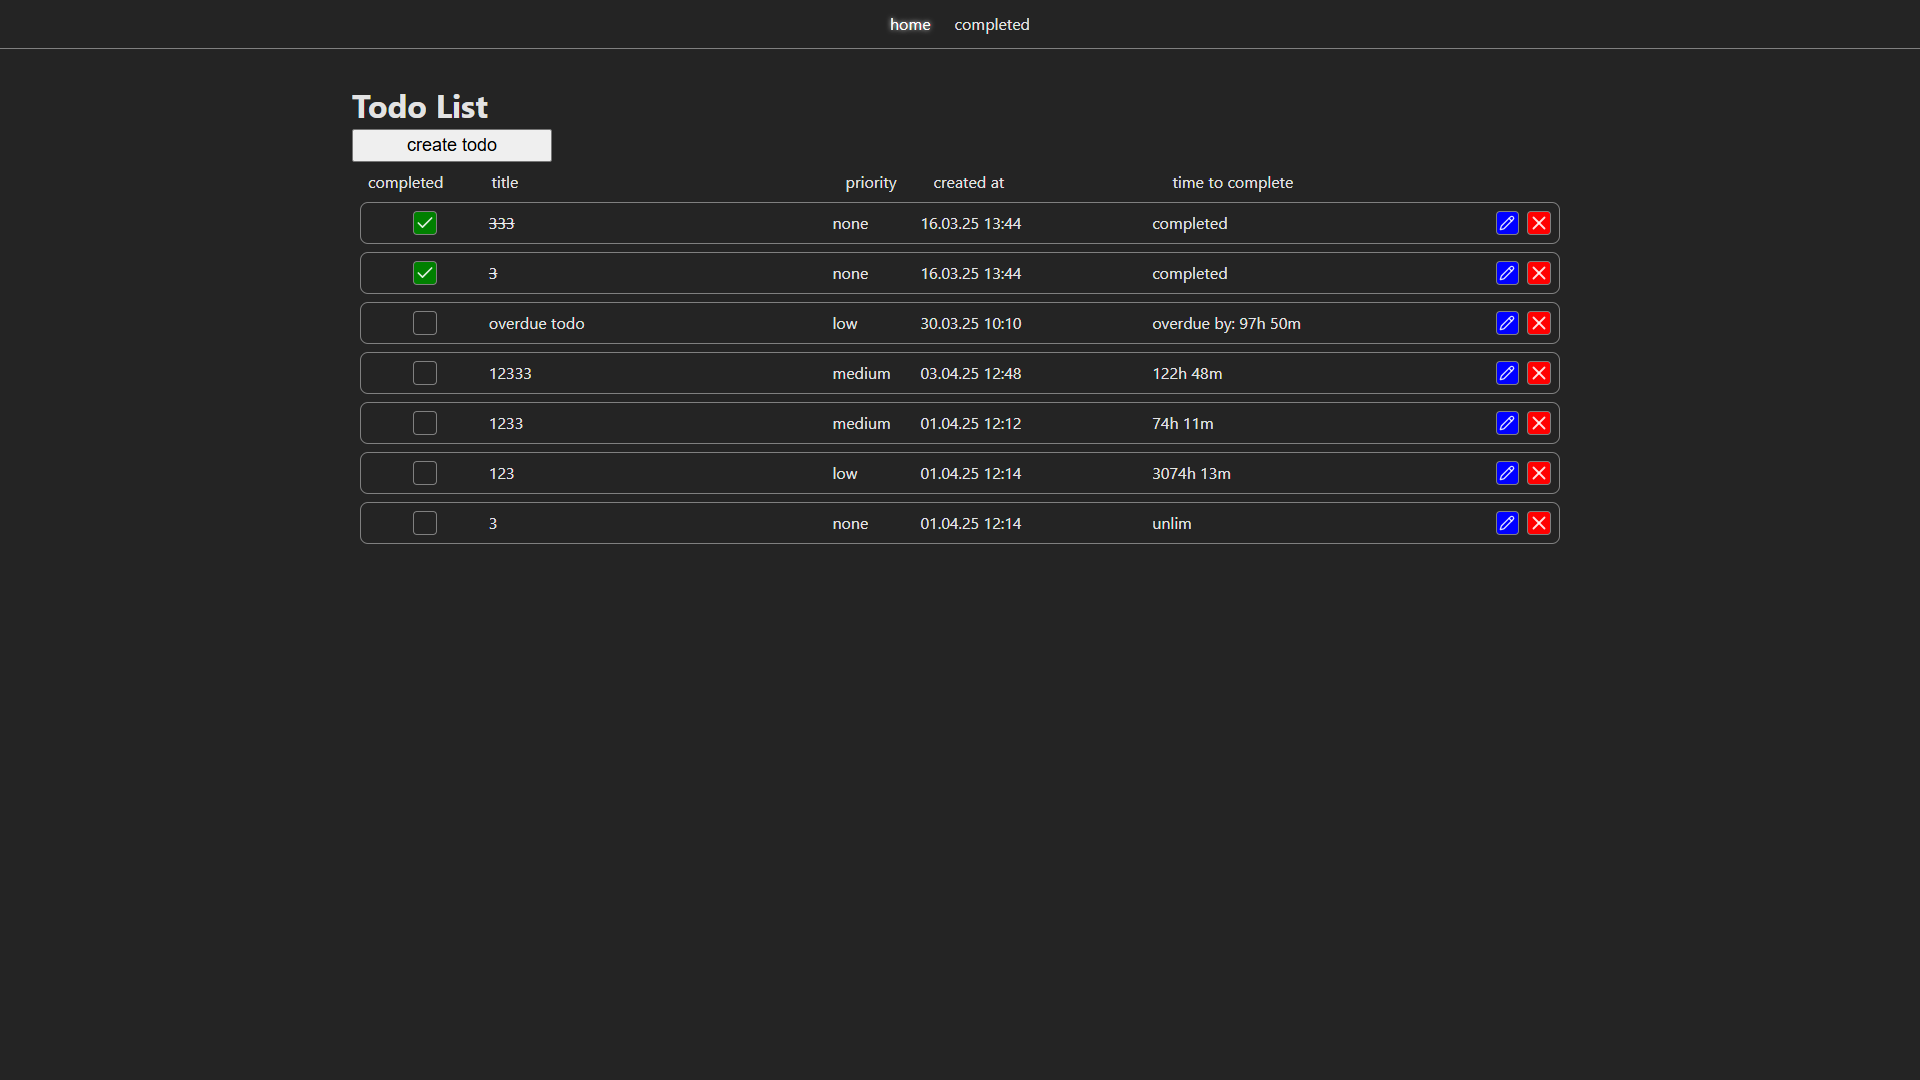 home completed
Todo List
create todo
completed title priority created at time to complete
333 none 16.03.25 13:44 completed
3 none 16.03.25 13:44 completed
overdue todo low 30.03.25 10:10 overdue by: 97h 50m
12333 medium 03.04.25 12:48 122h 48m
1233 medium 01.04.25 12:12 74h 11m
123 low 01.04.25 12:14 3074h 13m
3 none 01.04.25 12:14 unlim